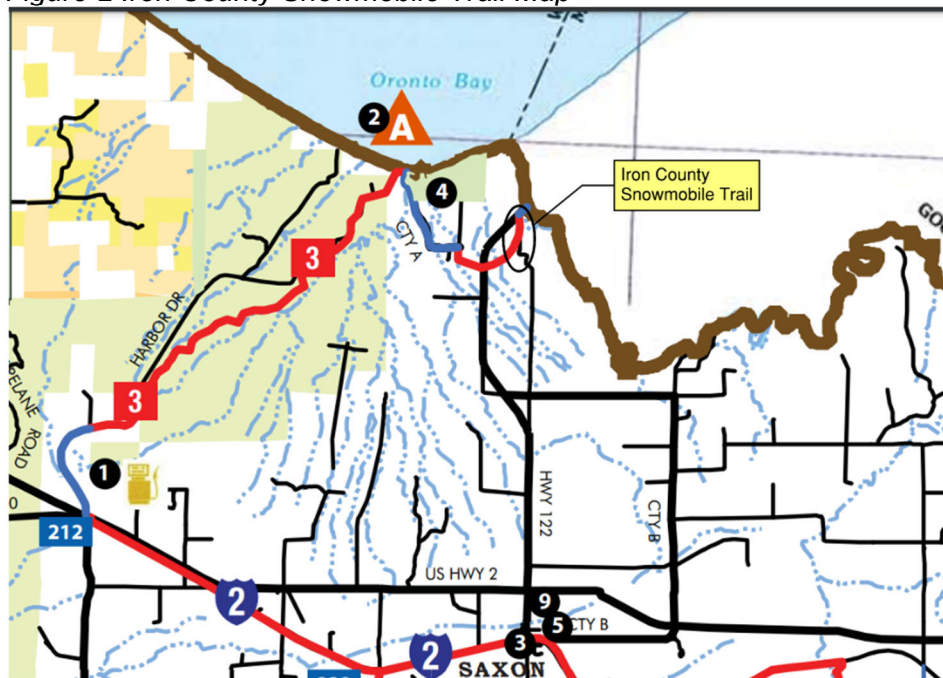 Figure 2 Iron County Snowmobile Trail Map
Oronto Bay
2
A
Iron County
Snowmobile Trail
4
CTY A
3
HARBOR DR
3
ROAD
1
212
HWY 122
CTY B
US HWY 2
2
9
5
CTY B
3
2
SAXON